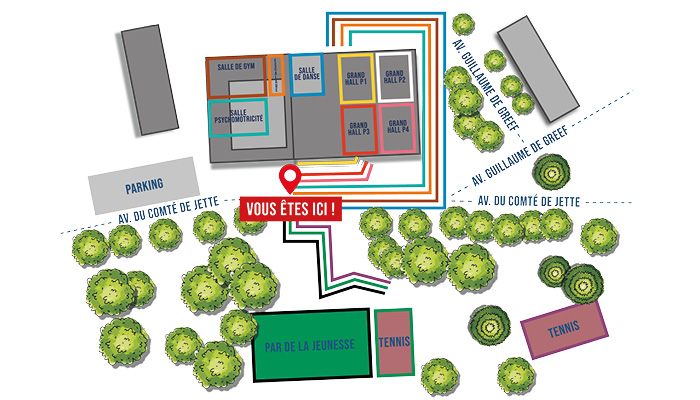 SALLE DE GYM
SALLE
DE DANSE
GRAND
HALL P1
GRAND
HALL P2
SALLE
PSYCHOMOTRICITÉ
GRAND
HALL P3
GRAND
HALL P4
AV. GUILLAUME DE GREEF
AV. GUILLAUME DE GREEF
PARKING
AV. DU COMTÉ DE JETTE
VOUS ÊTES ICI !
AV. DU COMTÉ DE JETTE
PAR DE LA JEUNESSE
TENNIS
TENNIS